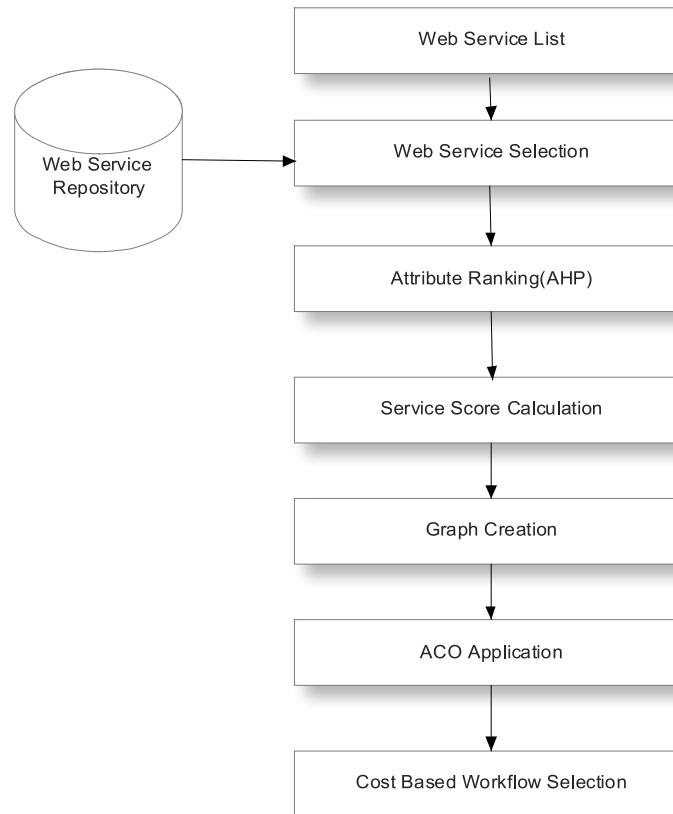 Web Service List
Web Service Selection
Web Service
Repository
Attribute Ranking(AHP)
Service Score Calculation
Graph Creation
ACO Application
Cost Based Workflow Selection